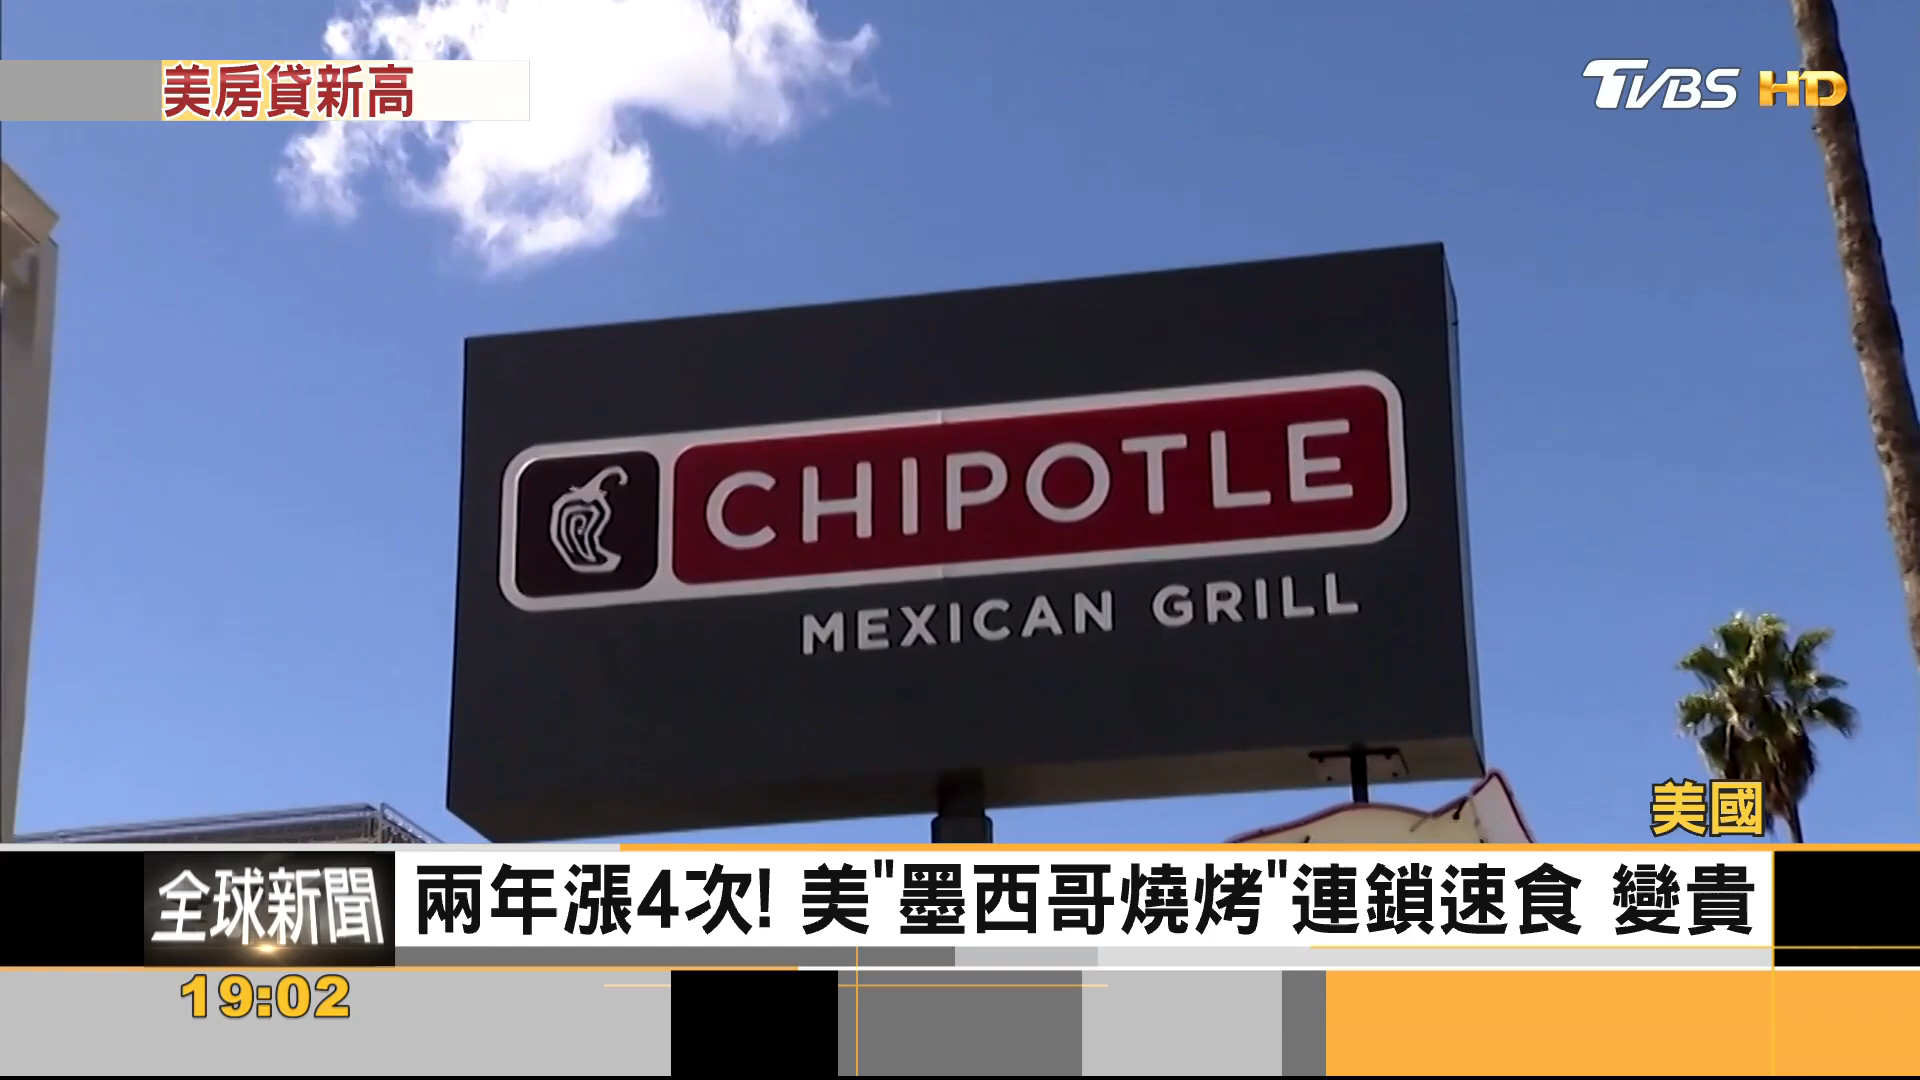 美房貸新高
TVBS HD
CHIPOTLE
MEXICAN GRILL
美國
全球新聞
兩年漲4次! 美"墨西哥燒烤"連鎖速食 變貴
19:02